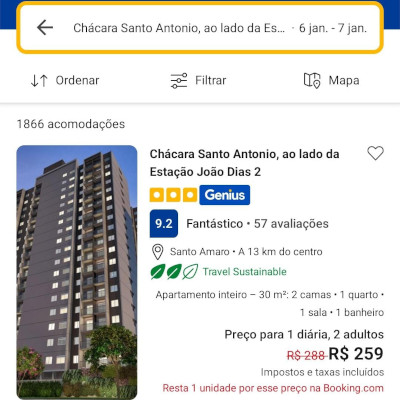 Chácara Santo Antonio, ao lado da Es... · 6 jan. - 7 jan.
Ordenar
Filtrar
Mapa
1866 acomodações
Chácara Santo Antonio, ao lado da
Estação João Dias 2
Genius
9.2 Fantástico • 57 avaliações
Santo Amaro • A 13 km do centro
Travel Sustainable
Apartamento inteiro – 30 m²: 2 camas • 1 quarto •
1 sala • 1 banheiro
Preço para 1 diária, 2 adultos
R$ 288 R$ 259
Impostos e taxas incluídos
Resta 1 unidade por esse preço na Booking.com